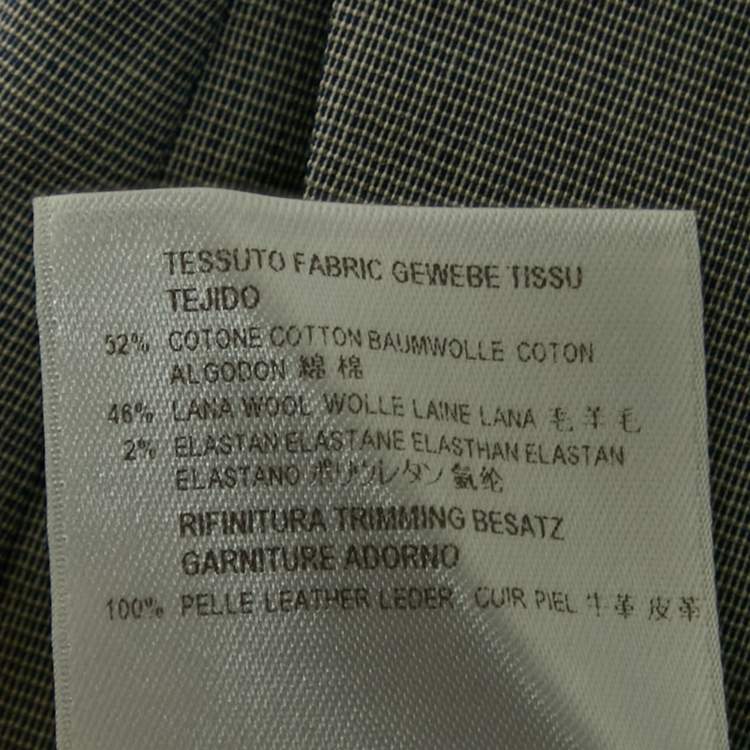 TESSUTO FABRIC GEWEBE TISSU
TEJIDO
52% COTONE COTTON BAUMWOLLE COTON
ALGODON 綿 棉
46% LANA WOOL WOLLE LAINE LANA 毛 羊毛
2% ELASTAN ELASTANE ELASTHAN ELASTAN
ELASTANO ポリウレタン 氨纶
RIFINITURA TRIMMING BESATZ
GARNITURE ADORNO
100% PELLE LEATHER LEDER CUIR PIEL 牛革 皮革